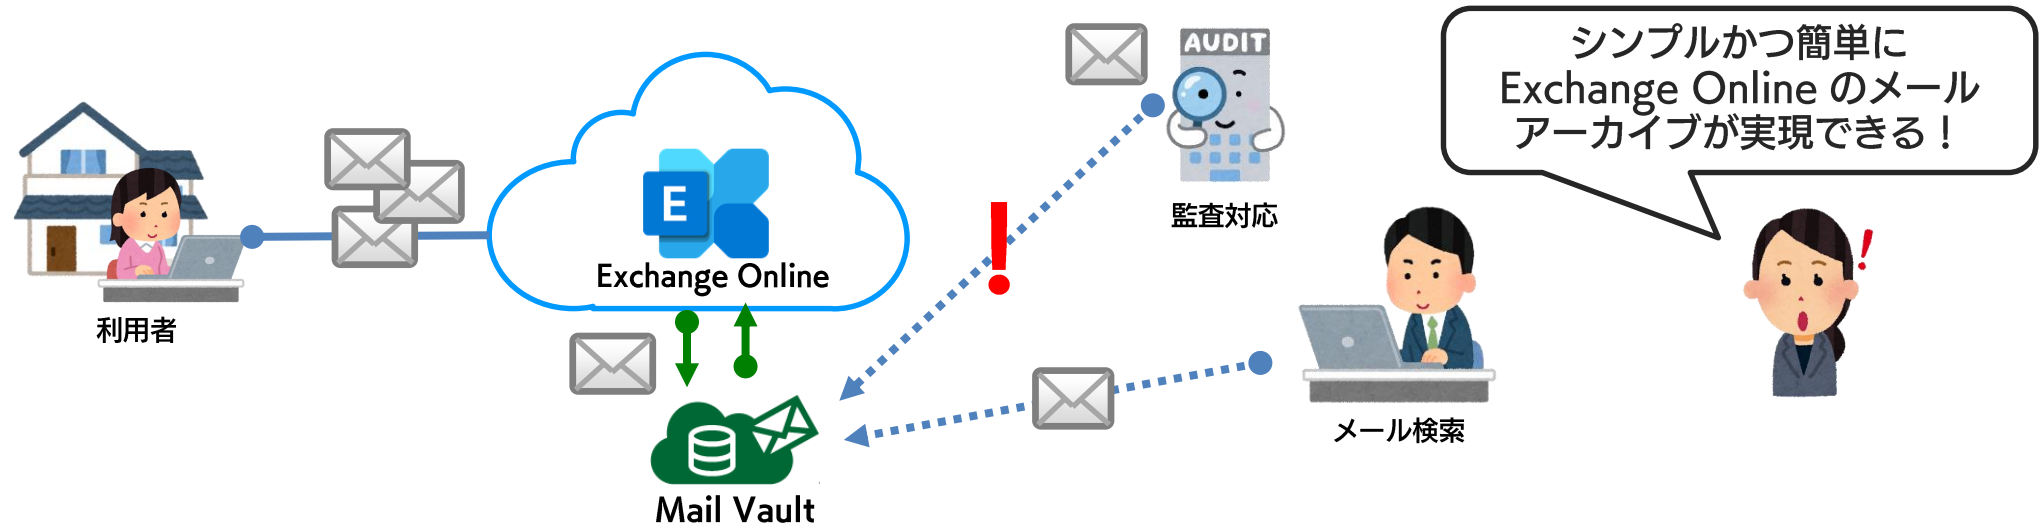 利用者
E
Exchange Online
Mail Vault
AUDIT
監査対応
メール検索
シンプルかつ簡単に
Exchange Online のメール
アーカイブが実現できる！